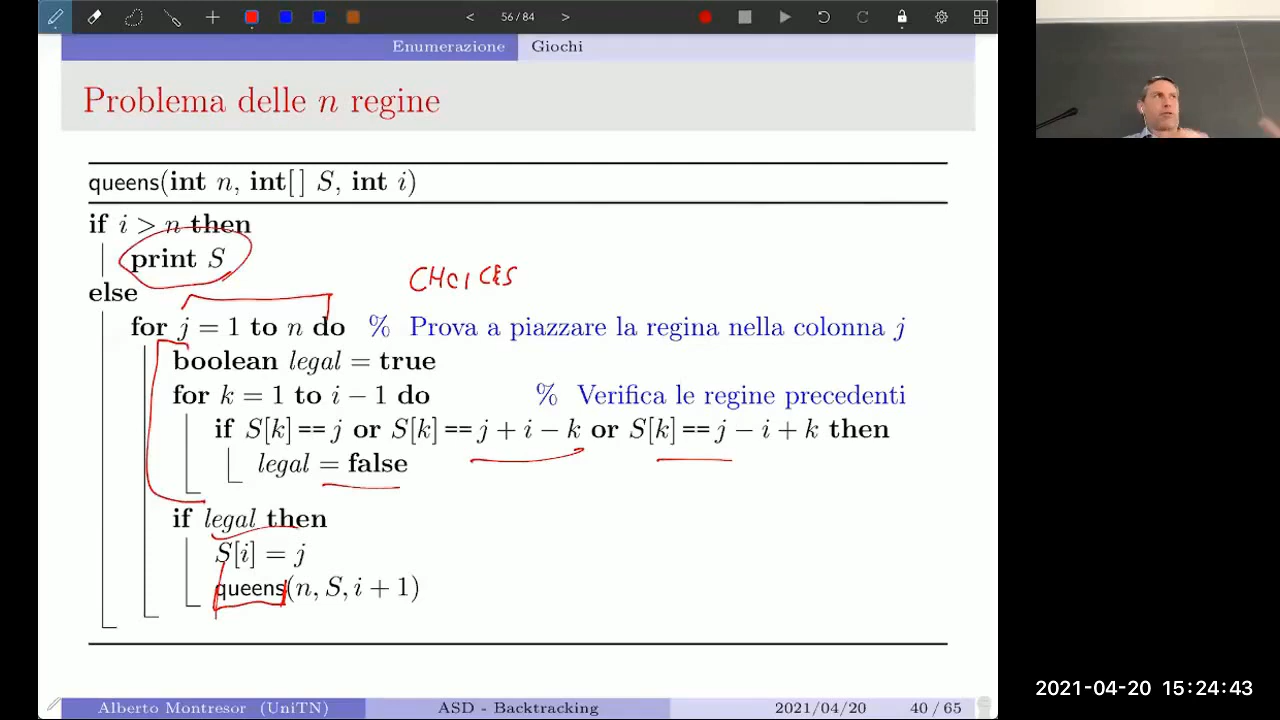 56 / 84
Enumerazione Giochi
Problema delle n regine
queens(int n, int[ ] S, int i)
if i > n then
print S
CHOICES
else
for j = 1 to n do % Prova a piazzare la regina nella colonna j
boolean legal = true
for k = 1 to i − 1 do % Verifica le regine precedenti
if S[k] == j or S[k] == j + i − k or S[k] == j − i + k then
legal = false
if legal then
S[i] = j
queens(n, S, i + 1)
Alberto Montresor (UniTN) ASD - Backtracking 2021/04/20 40 / 65
2021-04-20 15:24:43